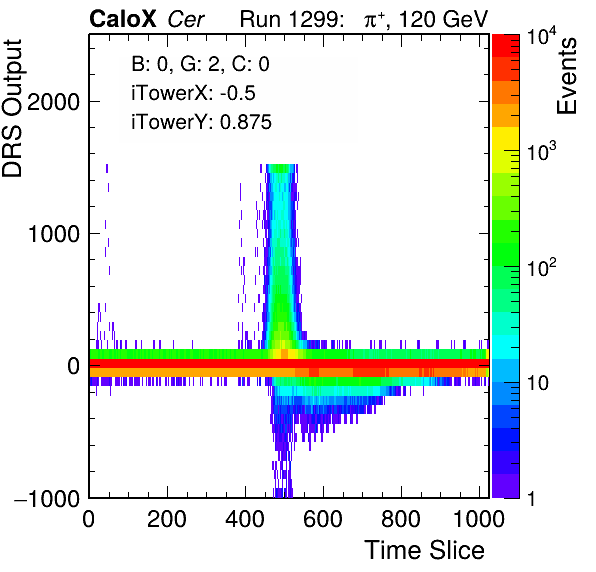 CaloX Cer Run 1299: π⁺, 120 GeV
B: 0, G: 2, C: 0
iTowerX: -0.5
iTowerY: 0.875
DRS Output
2000
1000
0
−1000
0 200 400 600 800 1000
Time Slice
Events
10⁴
10³
10²
10
1